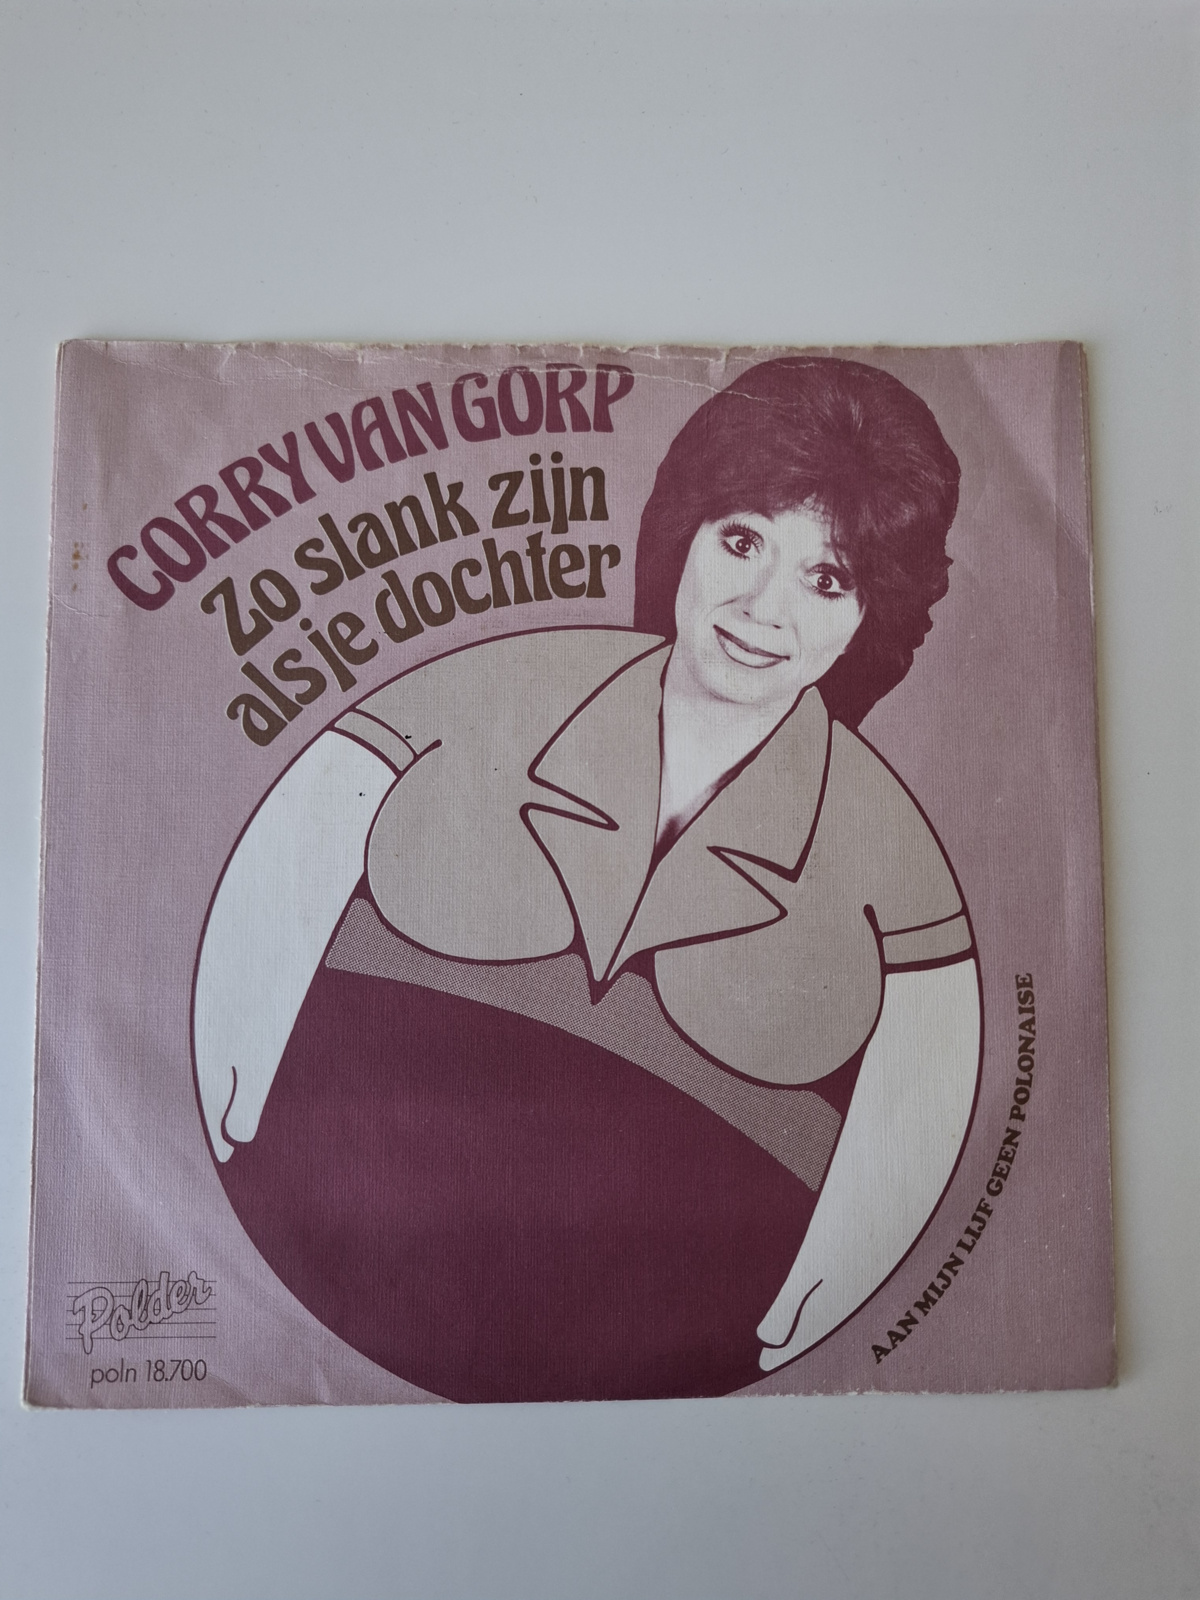 CORRY VAN GORP
Zo slank zijn
als je dochter
AAN MIJN LIJF GEEN POLONAISE
Polder
poln 18.700